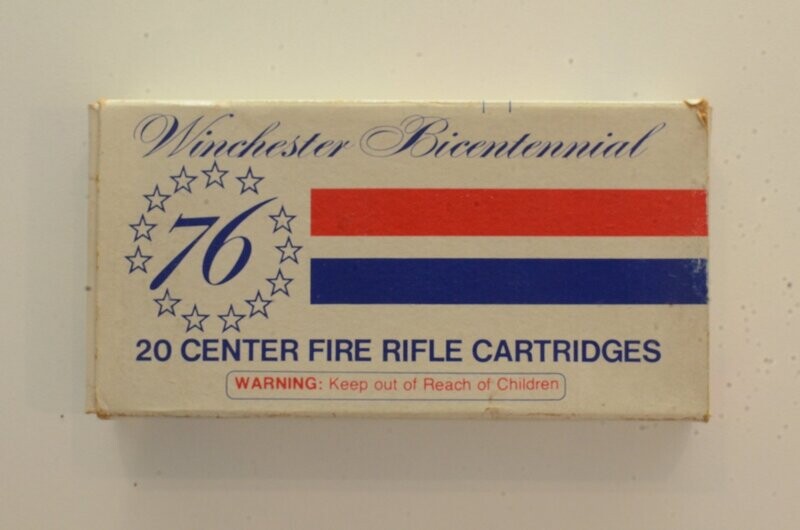 Winchester Bicentennial
76
20 CENTER FIRE RIFLE CARTRIDGES
WARNING: Keep out of Reach of Children